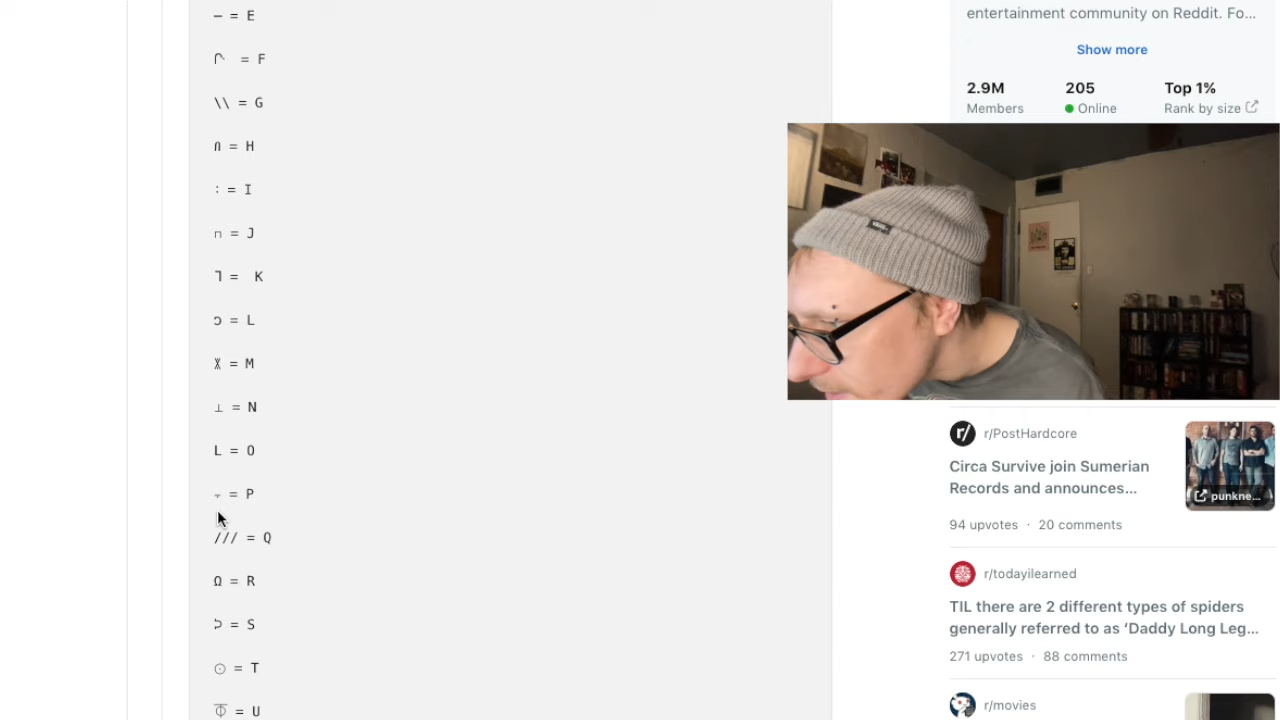 — = E
\\ = G
ก = H
: = I
┐ = K
ɔ = L
⊥ = N
L = O
/// = Q
Ω = R
⊙ = T
entertainment community on Reddit. Fo...
Show more
2.9M 205 Top 1%
Members Online Rank by size
r/PostHardcore
Circa Survive join Sumerian
Records and announces...
punkne...
94 upvotes · 20 comments
r/todayilearned
TIL there are 2 different types of spiders
generally referred to as ‘Daddy Long Leg...
271 upvotes · 88 comments
r/movies